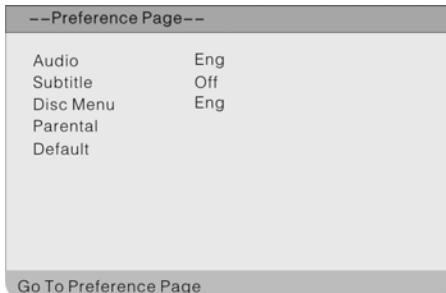 --Preference Page--
Audio Eng
Subtitle Off
Disc Menu Eng
Parental
Default
Go To Preference Page